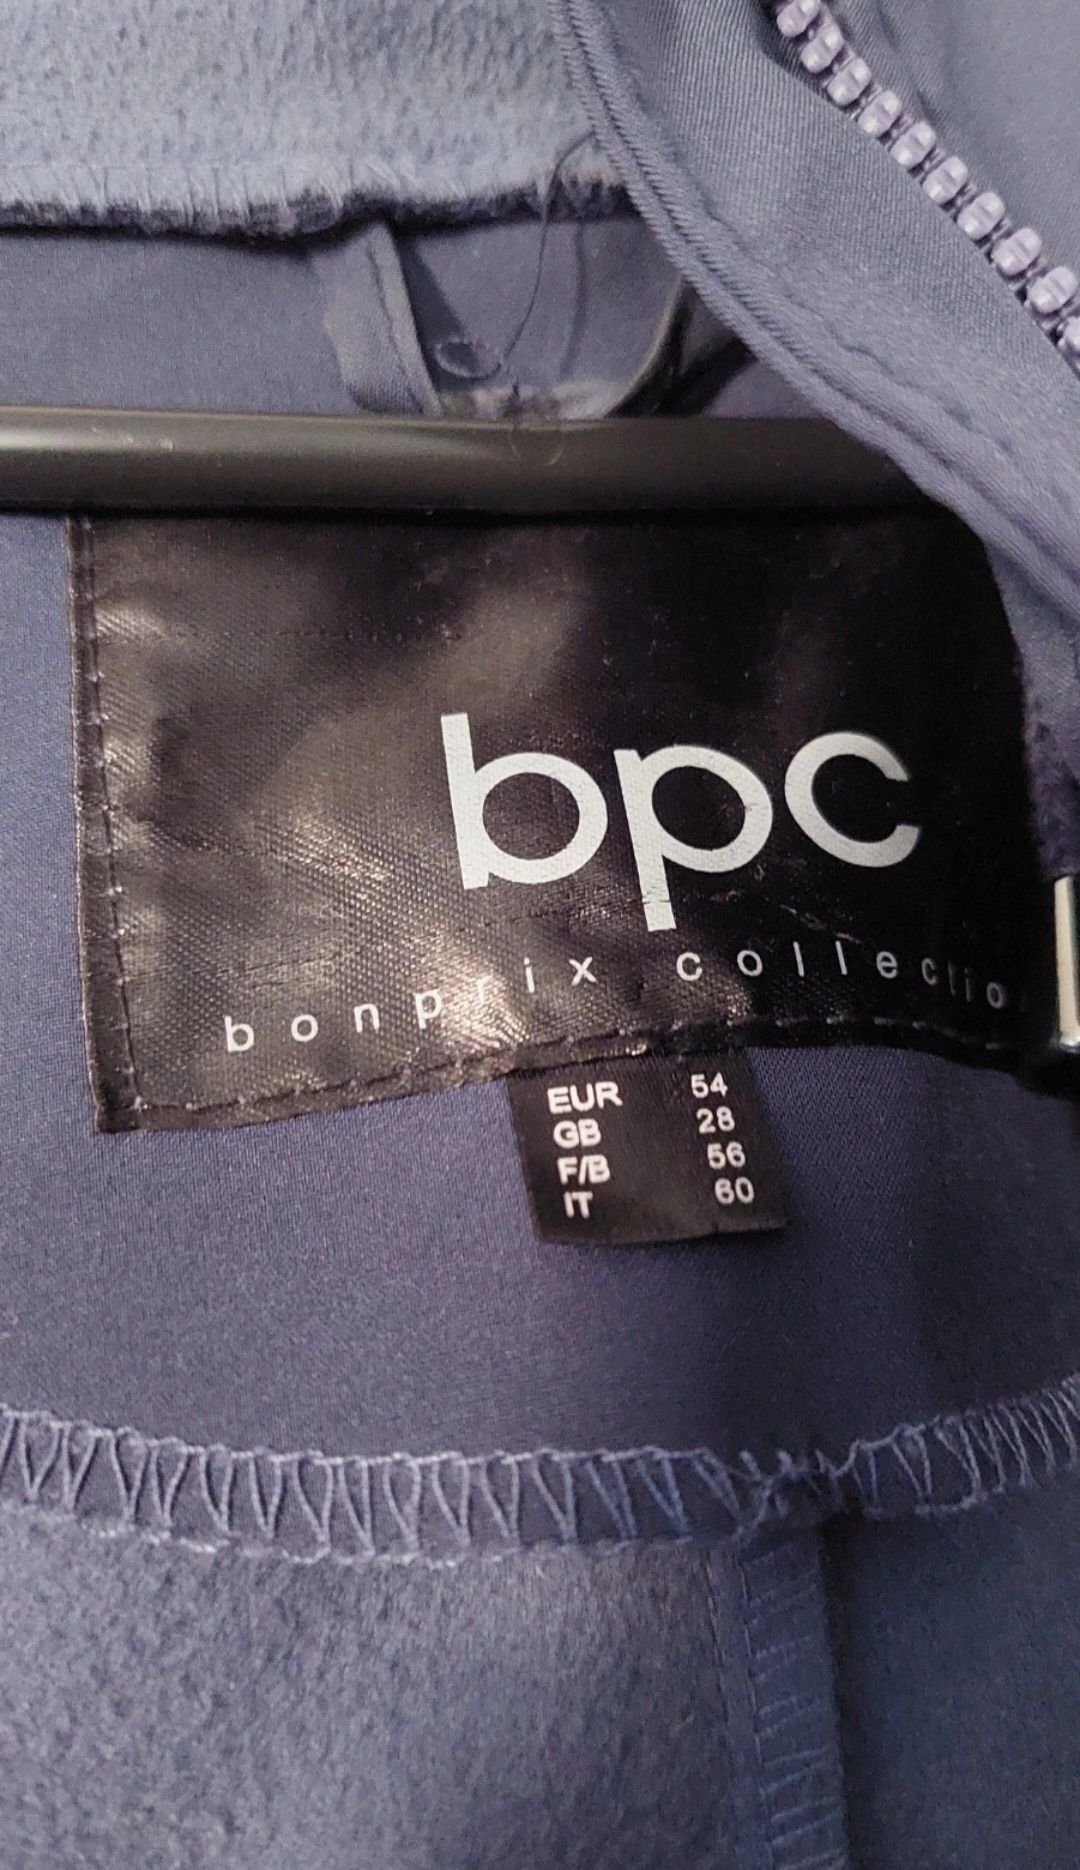 bpc
bonprix collectio
EUR 54
GB 28
F/B 56
IT 60